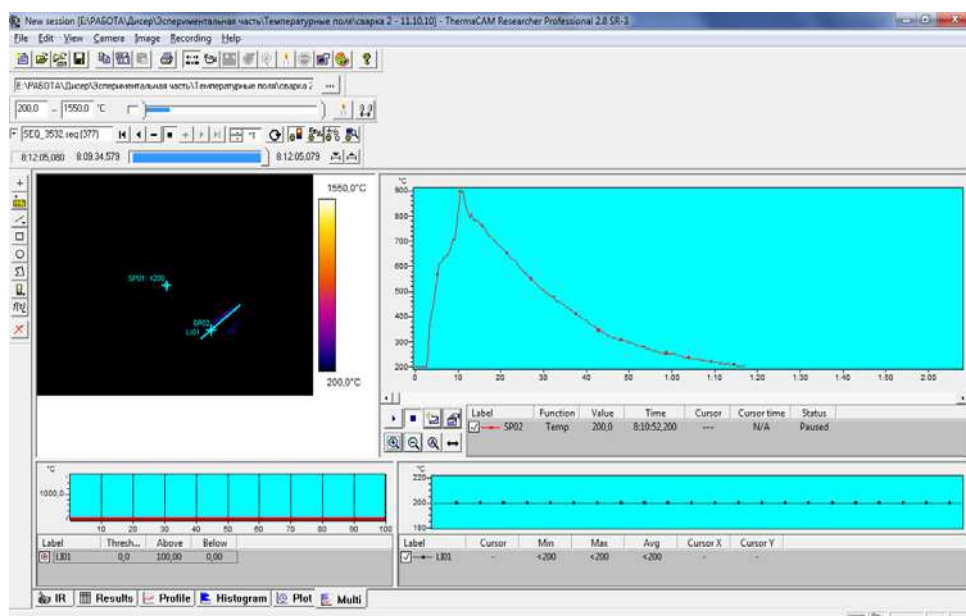 New session [E:\РАБОТА\Дисер\Эспериментальная часть\Температурные поля\сварка 2 - 11.10.10] - ThermaCAM Researcher Professional 2.8 SR-3
File Edit View Camera Image Recording Help
E:\РАБОТА\Дисер\Эспериментальная часть\Температурные поля\сварка 2 ...
200,0 - 1550,0 °C
SEQ_3532.seq (377)
8:12:05,080 8:09:34.579 8:12:05,079
1550,0°C
SP01 <200
SP02
LI01
200,0°C
°C
900
800
700
600
500
400
300
200
0 10 20 30 40 50 1:00 1:10 1:20 1:30 1:40 1:50 2:00
Label Function Value Time Cursor Cursor time Status
SP02 Temp 200,0 8:10:52,200 --- N/A Paused
°C
1000,0
10 20 30 40 50 60 70 80 90 100
Label Thresh... Above Below
LI01 0,0 100,00 0,00
°C
220
200
180
Label Cursor Min Max Avg Cursor X Cursor Y
LI01 - <200 <200 <200 - -
IR Results Profile Histogram Plot Multi